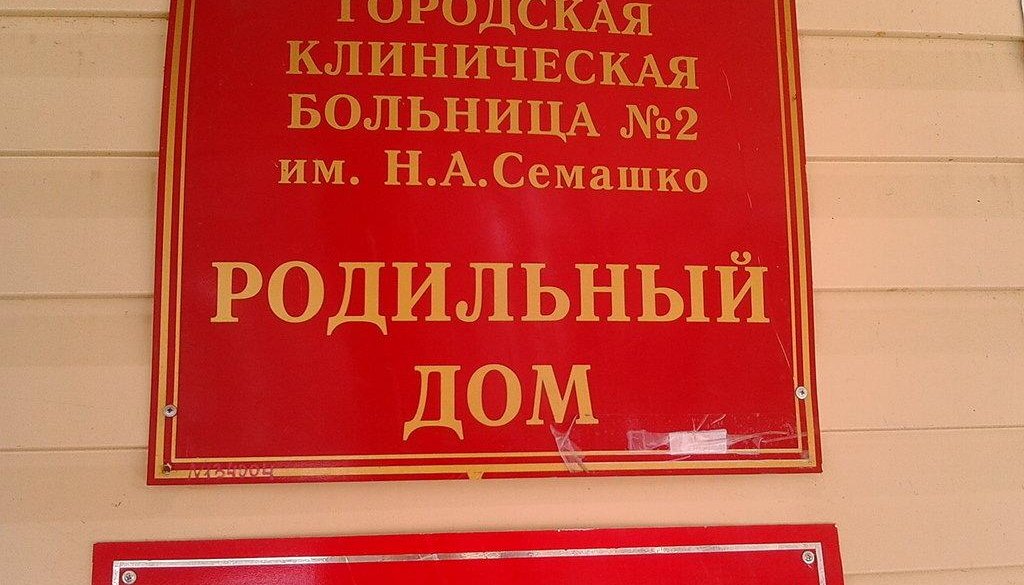 ГОРОДСКАЯ
КЛИНИЧЕСКАЯ
БОЛЬНИЦА №2
им. Н.А.Семашко
РОДИЛЬНЫЙ
ДОМ